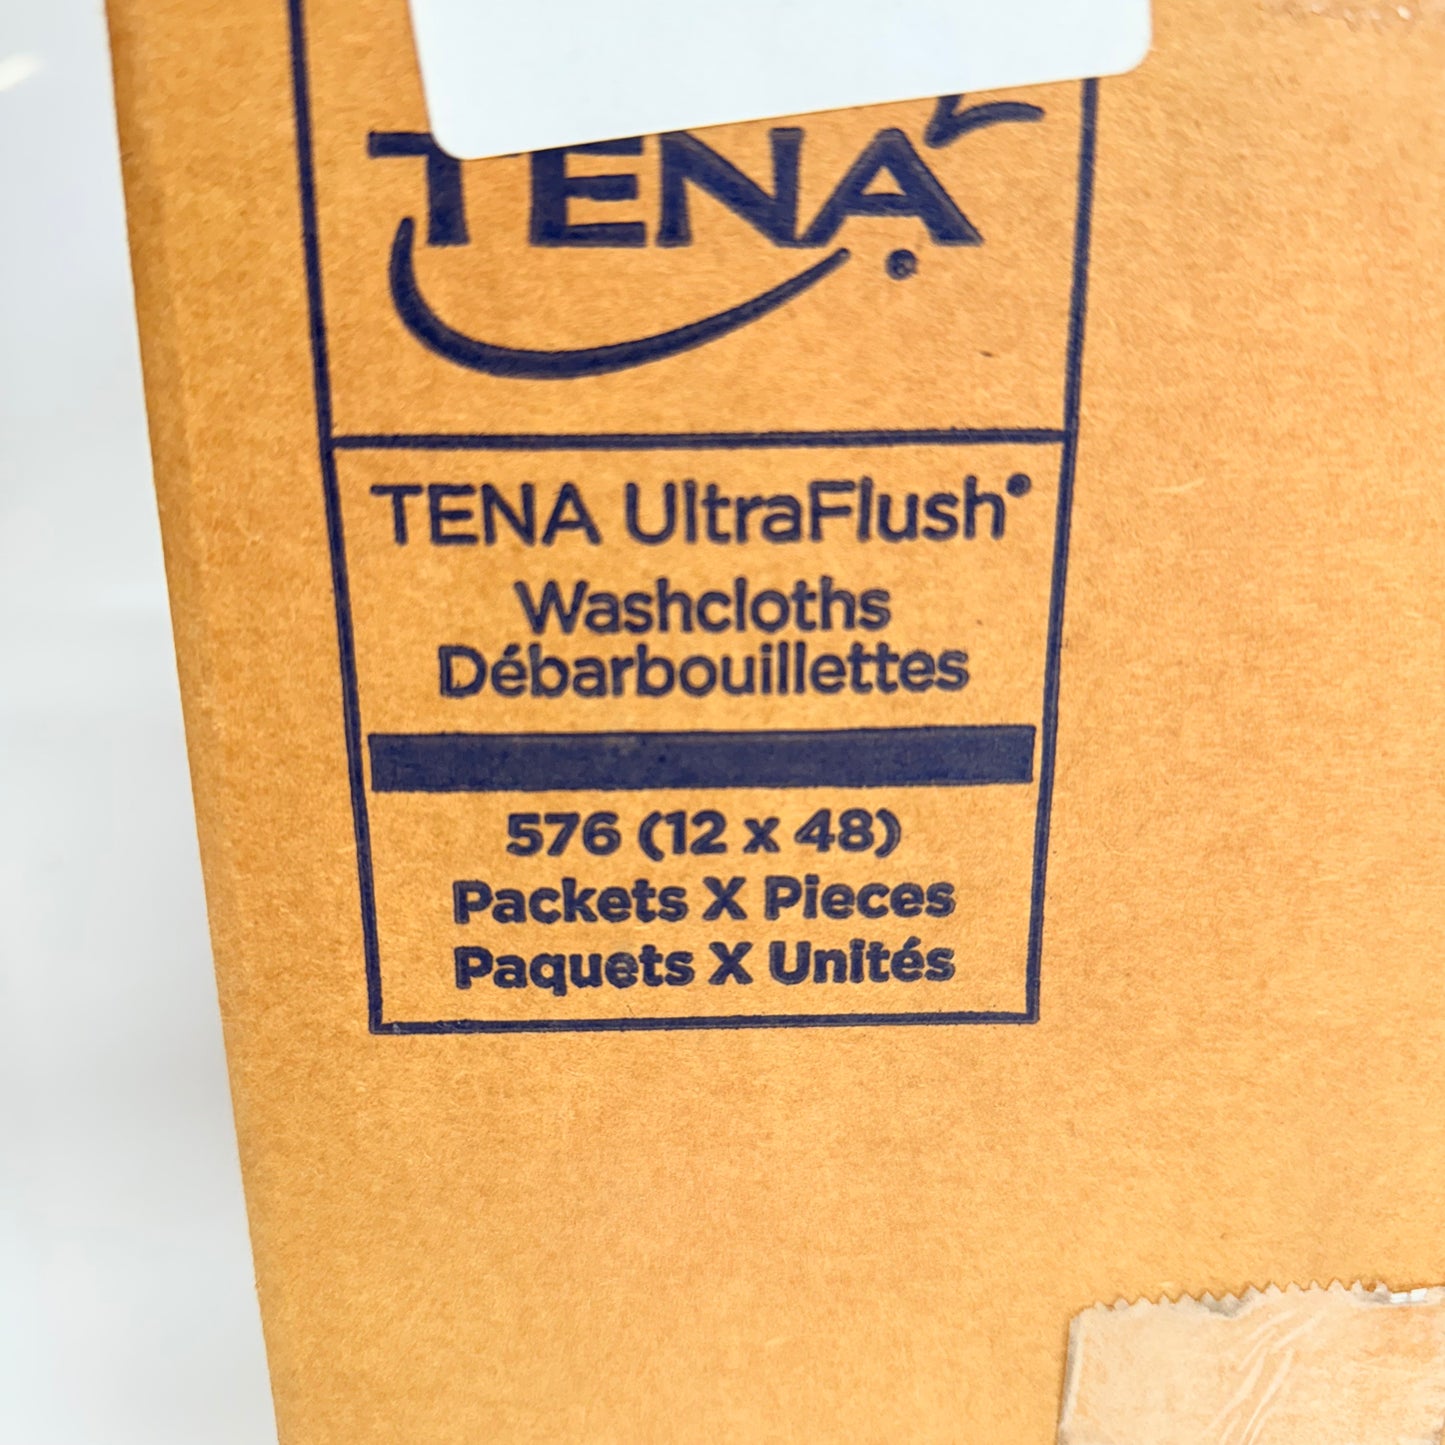 TENA
TENA UltraFlush®
Washcloths
Débarbouillettes
576 (12 x 48)
Packets X Pieces
Paquets X Unités